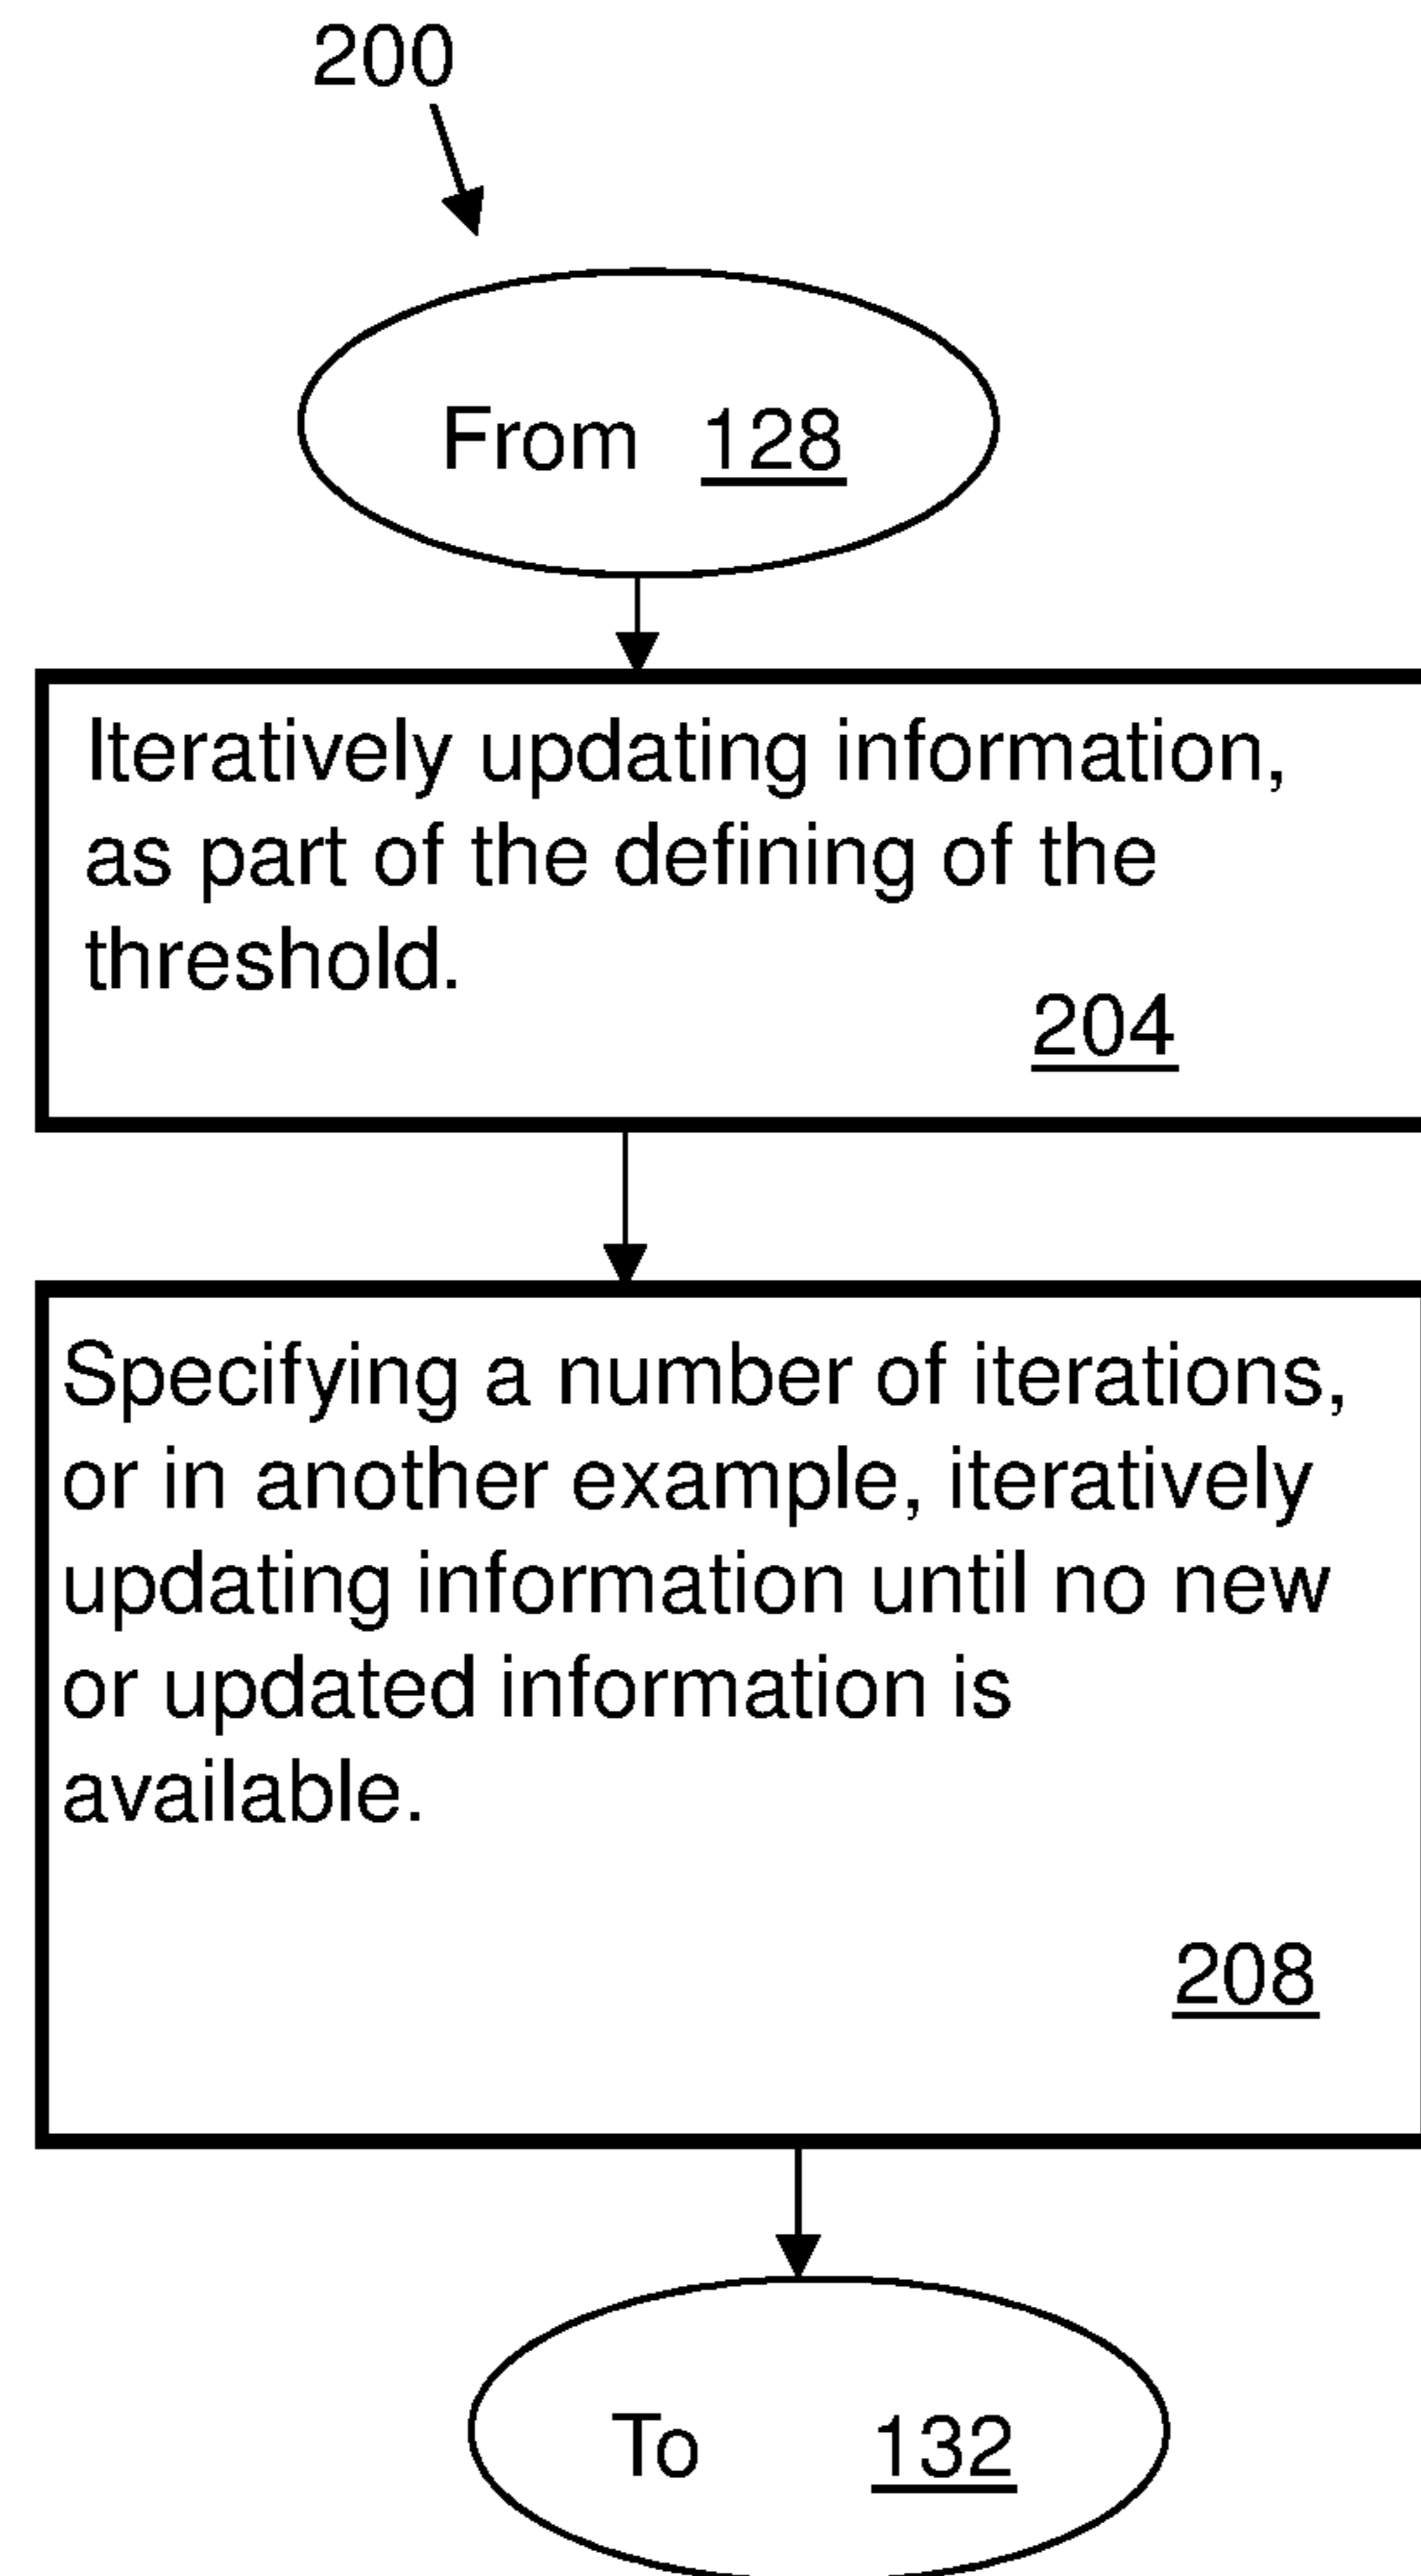 200
From 128
Iteratively updating information,
as part of the defining of the
threshold.
204
Specifying a number of iterations,
or in another example, iteratively
updating information until no new
or updated information is
available.
208
To 132